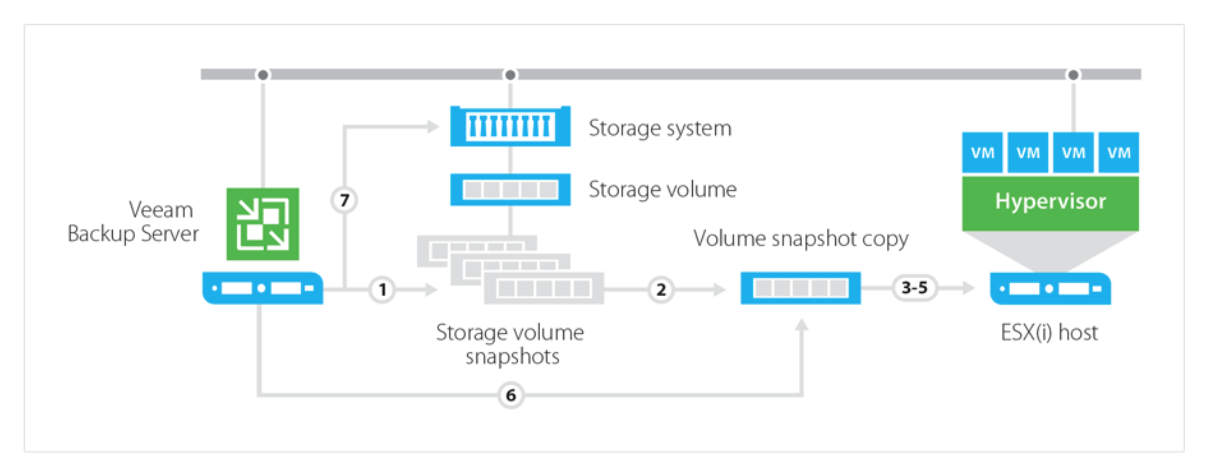 Storage system
VM VM VM VM
Storage volume
7
Hypervisor
Veeam
Backup Server
Volume snapshot copy
1
2
3-5
Storage volume
snapshots
ESX(i) host
6